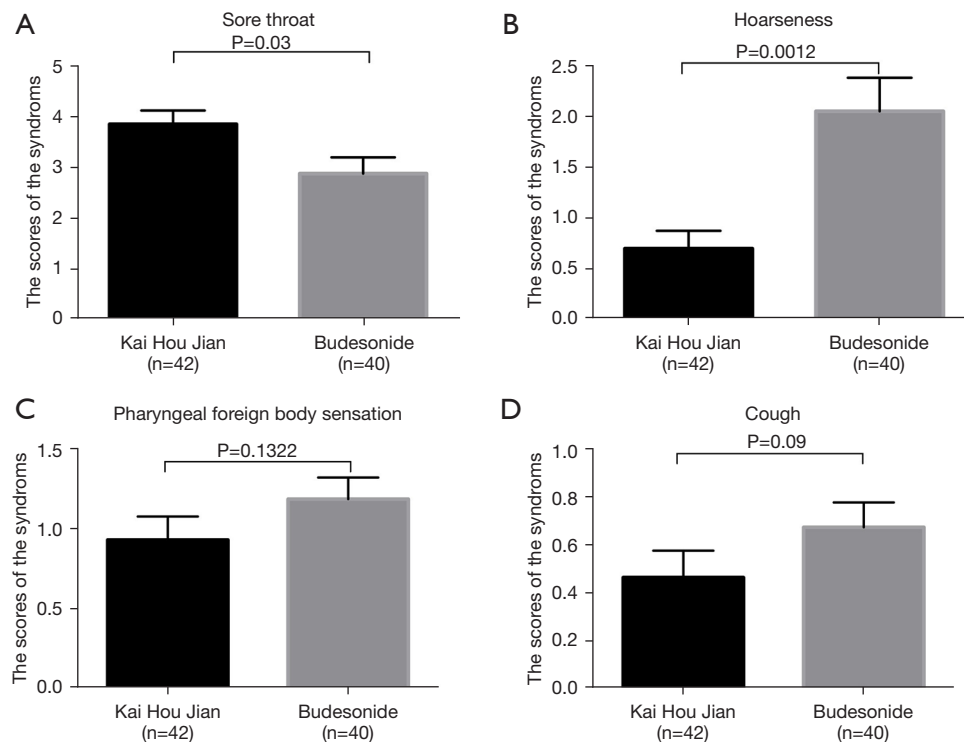 A
Sore throat
P=0.03
The scores of the syndroms
5
4
3
2
1
0
Kai Hou Jian
(n=42)
Budesonide
(n=40)
B
Hoarseness
P=0.0012
The scores of the syndroms
2.5
2.0
1.5
1.0
0.5
0.0
Kai Hou Jian
(n=42)
Budesonide
(n=40)
C
Pharyngeal foreign body sensation
P=0.1322
The scores of the syndroms
1.5
1.0
0.5
0.0
Kai Hou Jian
(n=42)
Budesonide
(n=40)
D
Cough
P=0.09
The scores of the syndroms
1.0
0.8
0.6
0.4
0.2
0.0
Kai Hou Jian
(n=42)
Budesonide
(n=40)